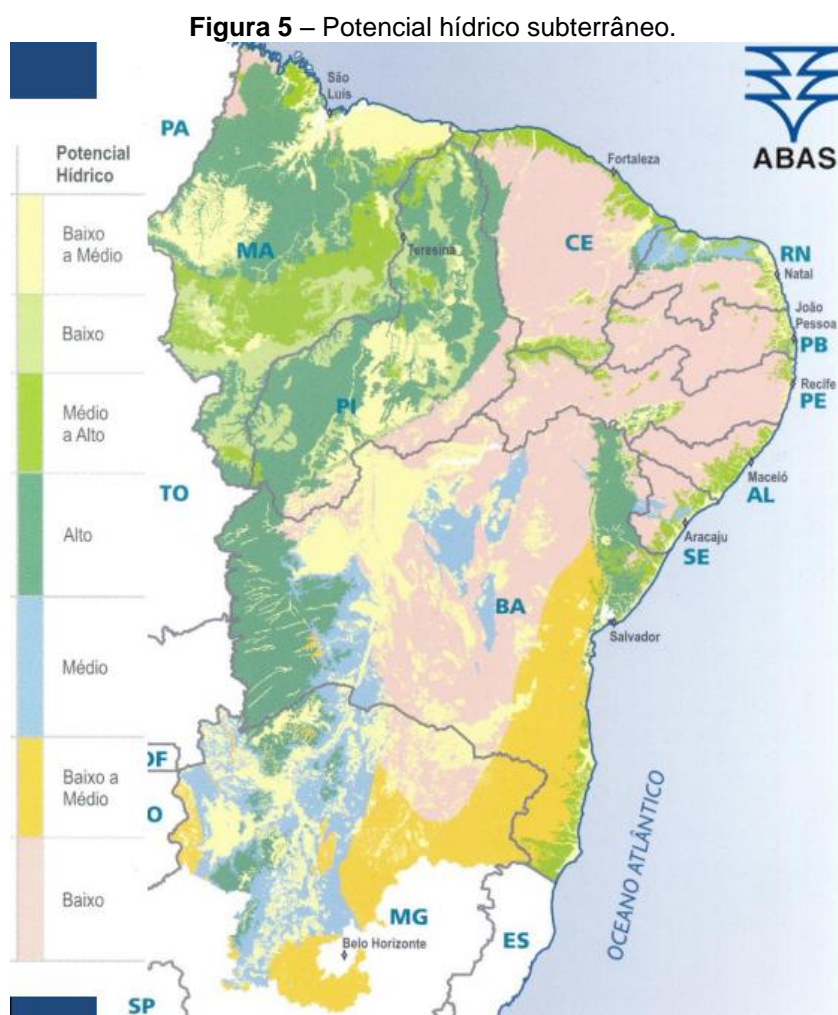 Figura 5 – Potencial hídrico subterrâneo.
ABAS
Potencial
Hídrico
Baixo
a Médio
Baixo
Médio
a Alto
Alto
Médio
Baixo a
Médio
Baixo
PA
São
Luís
MA
Teresina
Fortaleza
CE
RN
Natal
João
Pessoa
PB
Recife
PE
PI
TO
Maceió
AL
Aracaju
SE
BA
Salvador
DF
O
MG
Belo Horizonte
ES
SP
OCEANO ATLÂNTICO